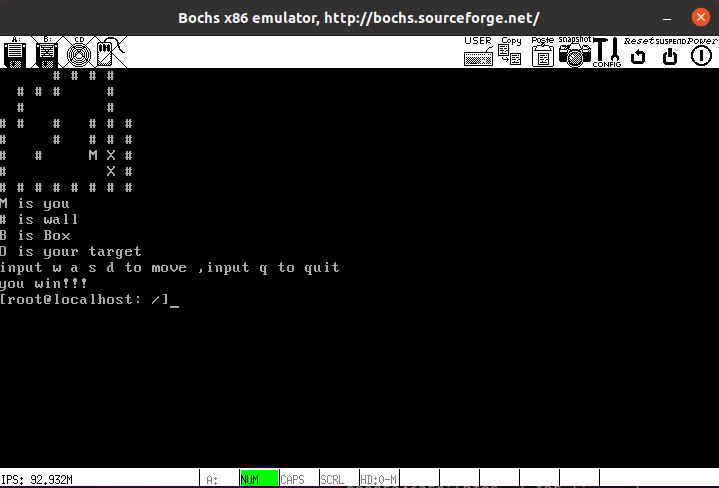 Bochs x86 emulator, http://bochs.sourceforge.net/
A: B: CD USER Copy Paste snapshot CONFIG Reset SUSPEND Power
# # # #
# # # #
# #
# # # # # #
# # # # #
# # M X #
# X #
# # # # # # # #
M is you
# is wall
B is Box
O is your target
input w a s d to move ,input q to quit
you win!!!
[root@localhost: /]_
IPS: 92.932M A: NUM CAPS SCRL HD:0-M